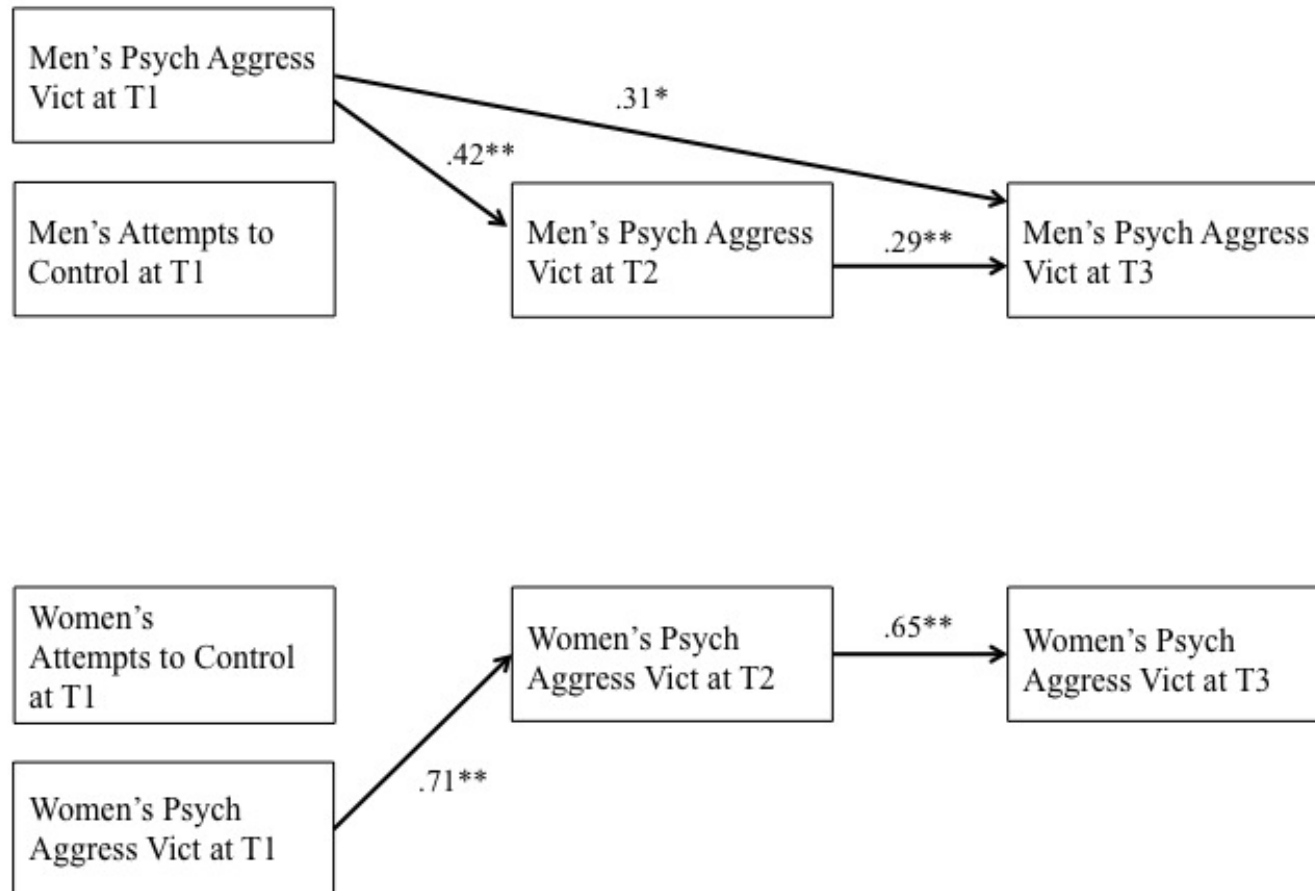 Men’s Psych Aggress
Vict at T1
.31*
.42**
Men’s Attempts to
Control at T1
Men’s Psych Aggress
Vict at T2
.29**
Men’s Psych Aggress
Vict at T3
Women’s
Attempts to Control
at T1
Women’s Psych
Aggress Vict at T2
.65**
Women’s Psych
Aggress Vict at T3
.71**
Women’s Psych
Aggress Vict at T1